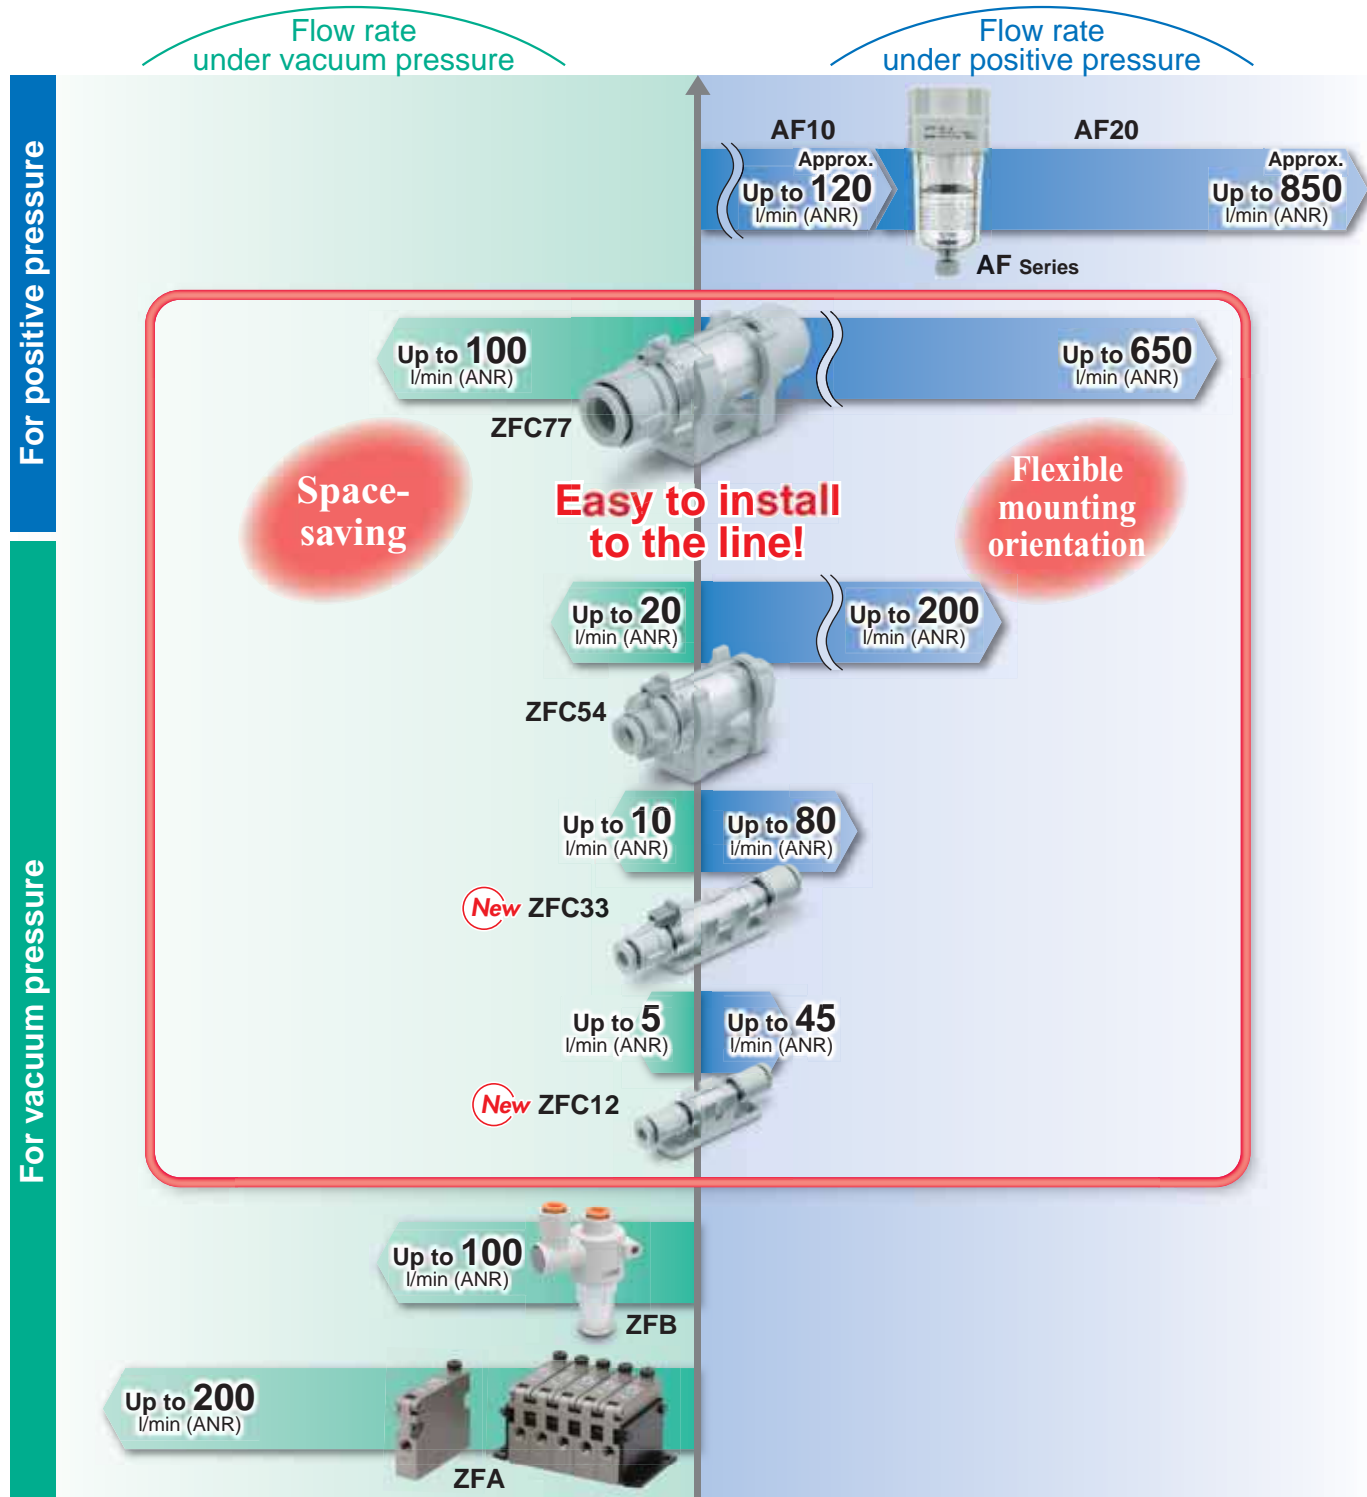 Flow rate
under vacuum pressure
Flow rate
under positive pressure
For positive pressure
AF10
Approx.
Up to 120
l/min (ANR)
AF20
Approx.
Up to 850
l/min (ANR)
AF Series
Up to 100
l/min (ANR)
Up to 650
l/min (ANR)
ZFC77
Space-
saving
Easy to install
to the line!
Flexible
mounting
orientation
For vacuum pressure
Up to 20
l/min (ANR)
Up to 200
l/min (ANR)
ZFC54
Up to 10
l/min (ANR)
Up to 80
l/min (ANR)
New ZFC33
Up to 5
l/min (ANR)
Up to 45
l/min (ANR)
New ZFC12
Up to 100
l/min (ANR)
ZFB
Up to 200
l/min (ANR)
ZFA